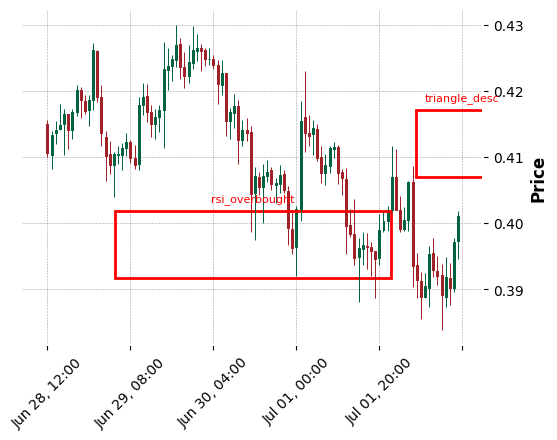 0.43
0.42
triangle_desc
0.41
Price
rsi_overbought
0.40
0.39
Jun 28, 12:00
Jun 29, 08:00
Jun 30, 04:00
Jul 01, 00:00
Jul 01, 20:00